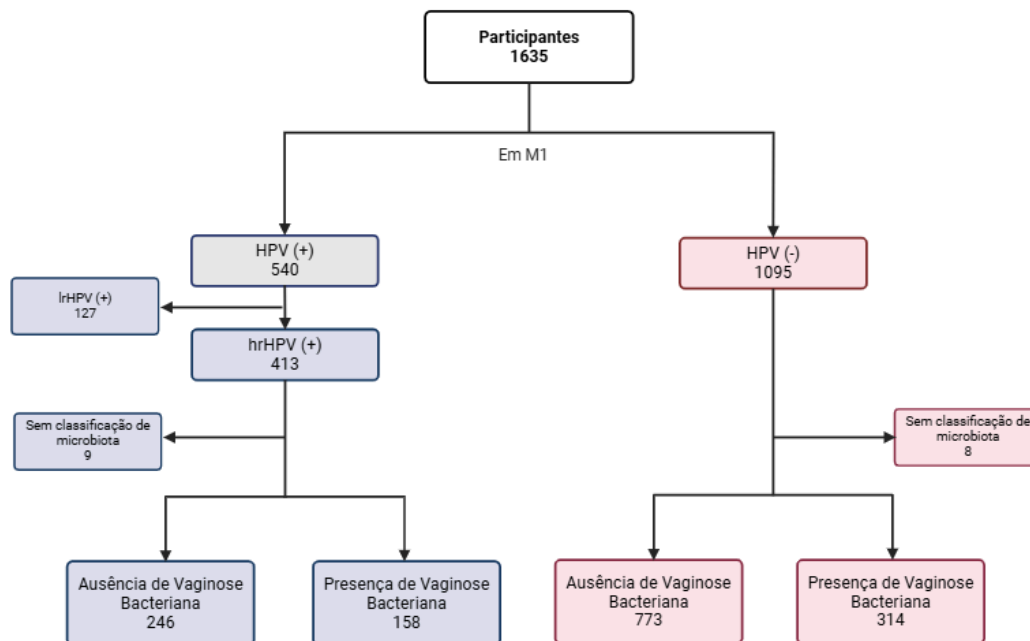 Participantes
1635
Em M1
HPV (+)
540
HPV (-)
1095
lrHPV (+)
127
hrHPV (+)
413
Sem classificação de
microbiota
9
Sem classificação de
microbiota
8
Ausência de Vaginose
Bacteriana
246
Presença de Vaginose
Bacteriana
158
Ausência de Vaginose
Bacteriana
773
Presença de Vaginose
Bacteriana
314